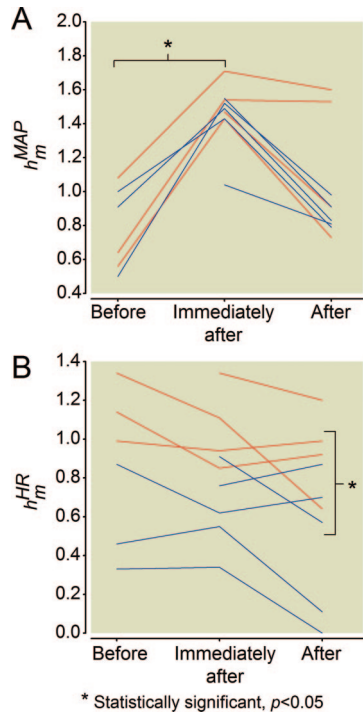 A
*
2.0
1.8
1.6
1.4
1.2
1.0
0.8
0.6
0.4
h_m^MAP
Before Immediately after After
B
1.4
1.2
1.0
0.8
0.6
0.4
0.2
0.0
h_m^HR
*
Before Immediately after After
* Statistically significant, p<0.05